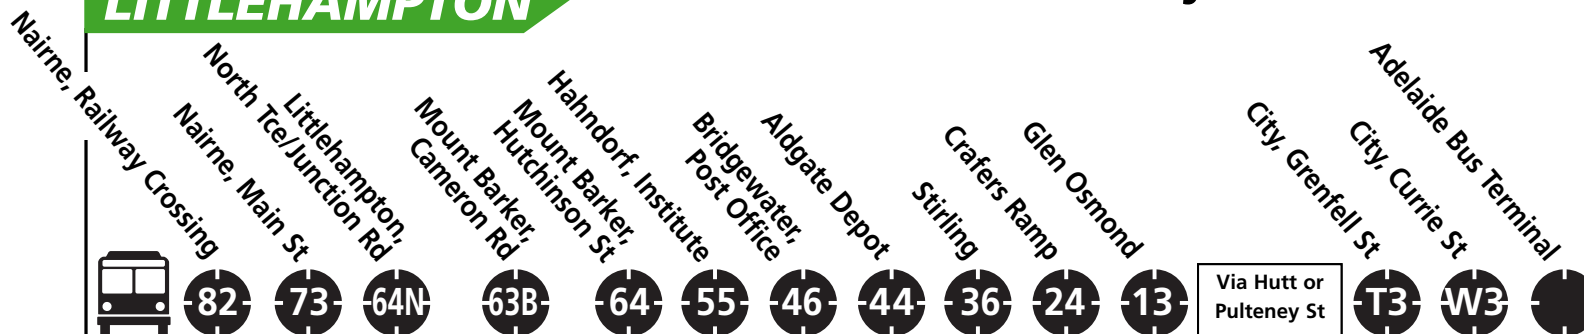 LITTLEHAMPTON
Nairne, Railway Crossing
Nairne, Main St
Littlehampton,
North Tce/Junction Rd
Mount Barker,
Cameron Rd
Mount Barker,
Hutchinson St
Hahndorf, Institute
Bridgewater,
Post Office
Aldgate Depot
Stirling
Crafers Ramp
Glen Osmond
City, Grenfell St
City, Currie St
Adelaide Bus Terminal
82 73 64N 63B 64 55 46 44 36 24 13
Via Hutt or
Pulteney St
T3 W3